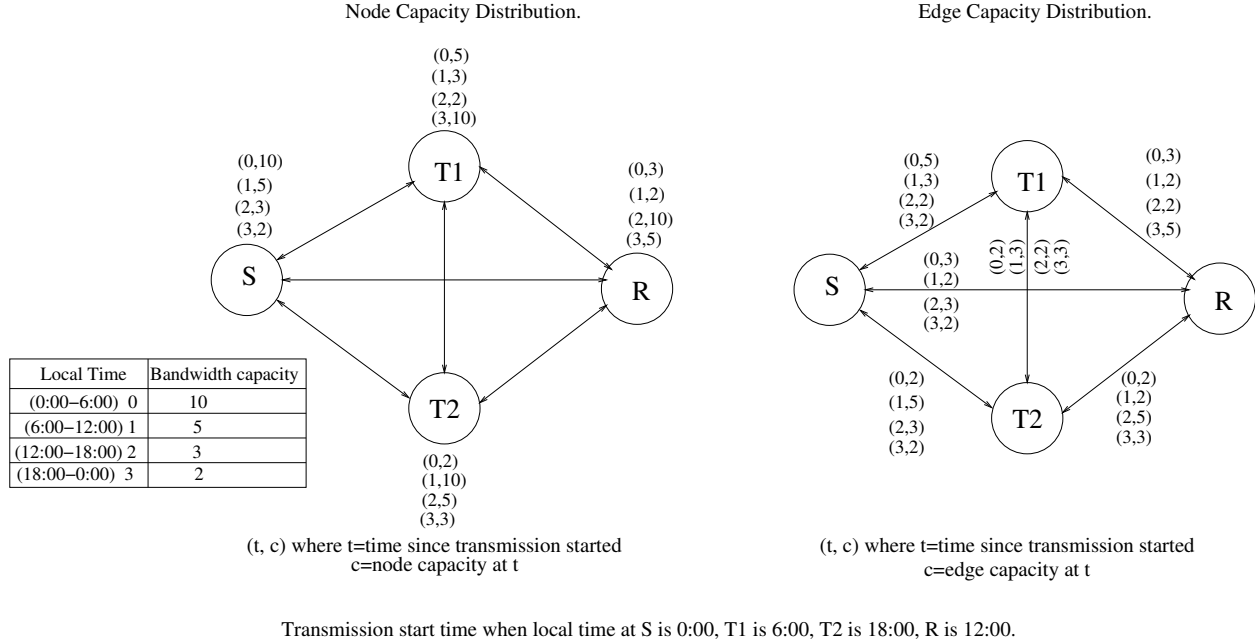 Node Capacity Distribution.
Edge Capacity Distribution.
(0,5)
(1,3)
(2,2)
(3,10)
T1
(0,10)
(1,5)
(2,3)
(3,2)
S
(0,3)
(1,2)
(2,10)
(3,5)
R
T2
(0,2)
(1,10)
(2,5)
(3,3)
Local Time Bandwidth capacity
(0:00−6:00) 0 10
(6:00−12:00) 1 5
(12:00−18:00) 2 3
(18:00−0:00) 3 2
(t, c) where t=time since transmission started
c=node capacity at t
T1
(0,5)
(1,3)
(2,2)
(3,2)
(0,3)
(1,2)
(2,2)
(3,5)
(0,2)
(1,3)
(2,2)
(3,3)
S
(0,3)
(1,2)
(2,3)
(3,2)
R
(0,2)
(1,5)
(2,3)
(3,2)
T2
(0,2)
(1,2)
(2,5)
(3,3)
(t, c) where t=time since transmission started
c=edge capacity at t
Transmission start time when local time at S is 0:00, T1 is 6:00, T2 is 18:00, R is 12:00.